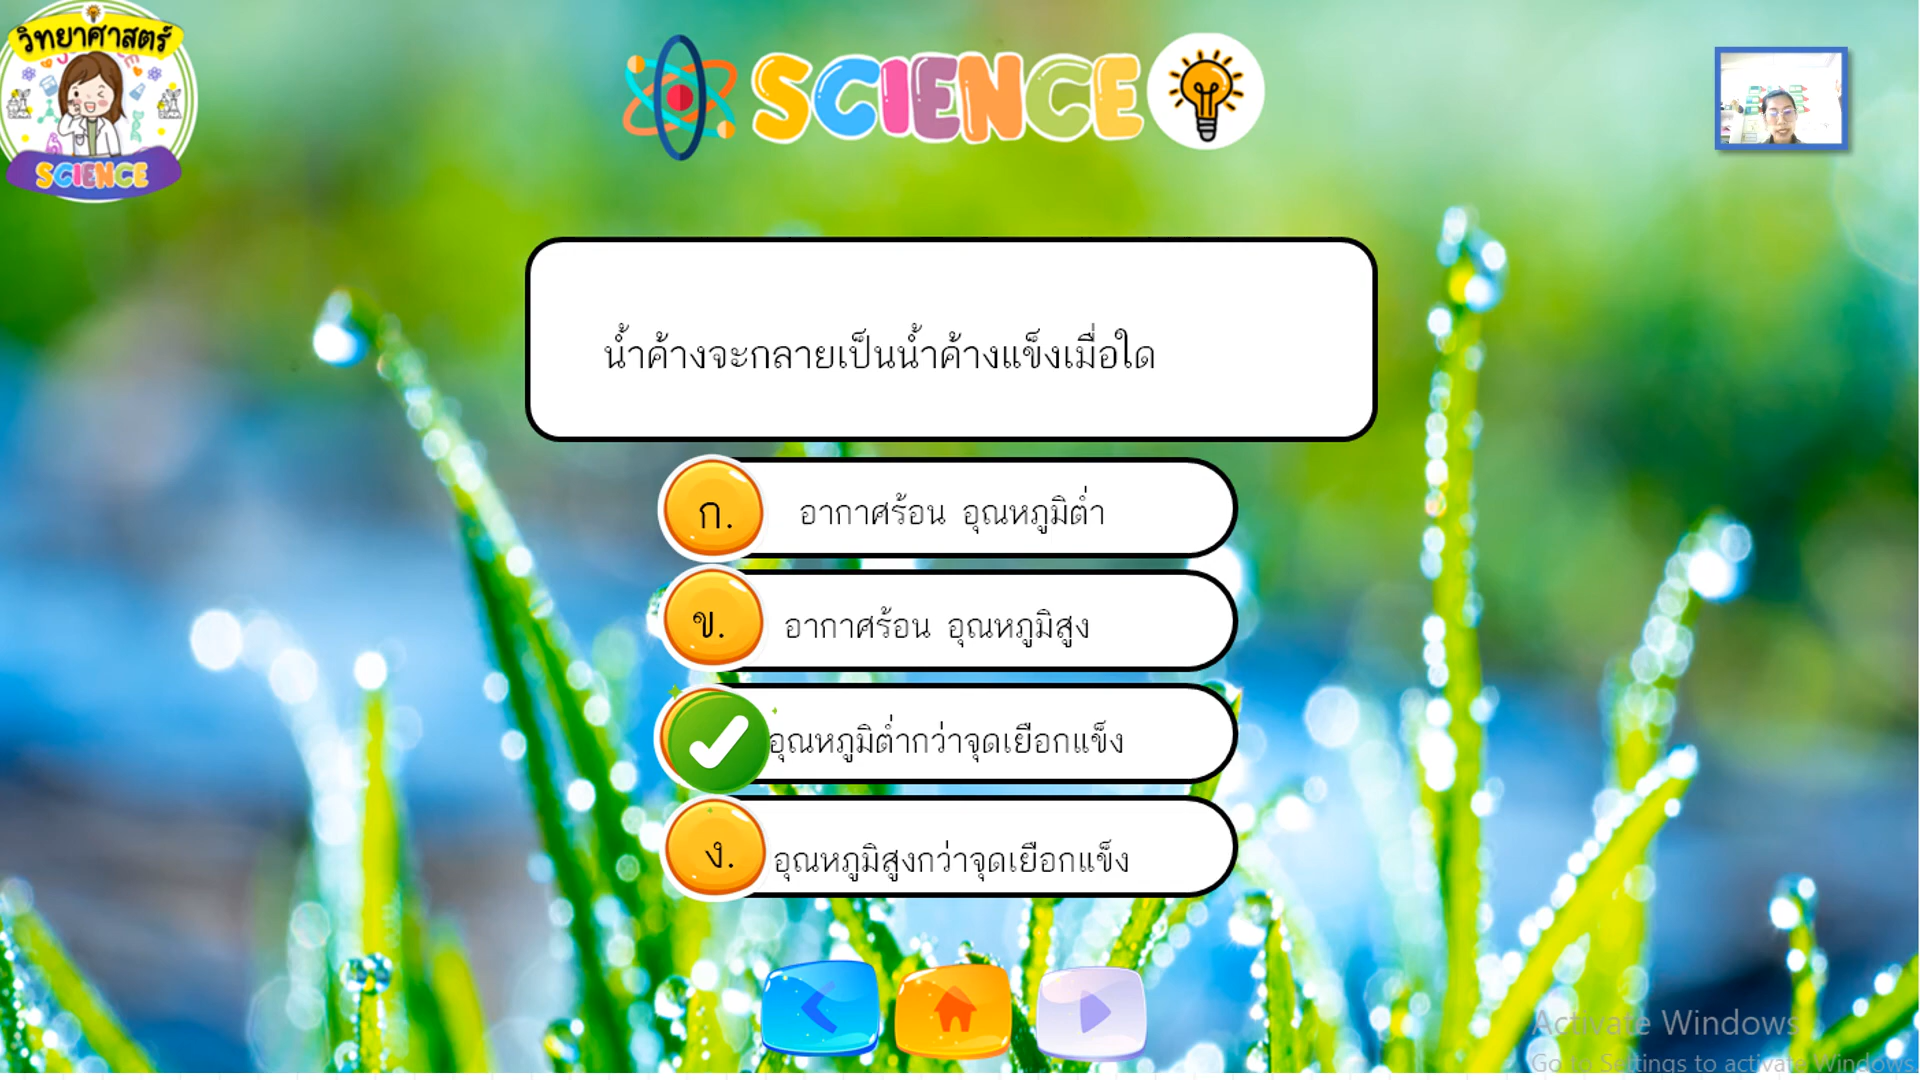 วิทยาศาสตร์
SCIENCE
SCIENCE
น้ำค้างจะกลายเป็นน้ำค้างแข็งเมื่อใด
ก. อากาศร้อน อุณหภูมิต่ำ
ข. อากาศร้อน อุณหภูมิสูง
อุณหภูมิต่ำกว่าจุดเยือกแข็ง
ง. อุณหภูมิสูงกว่าจุดเยือกแข็ง
Activate Windows
Go to Settings to activate Windows.